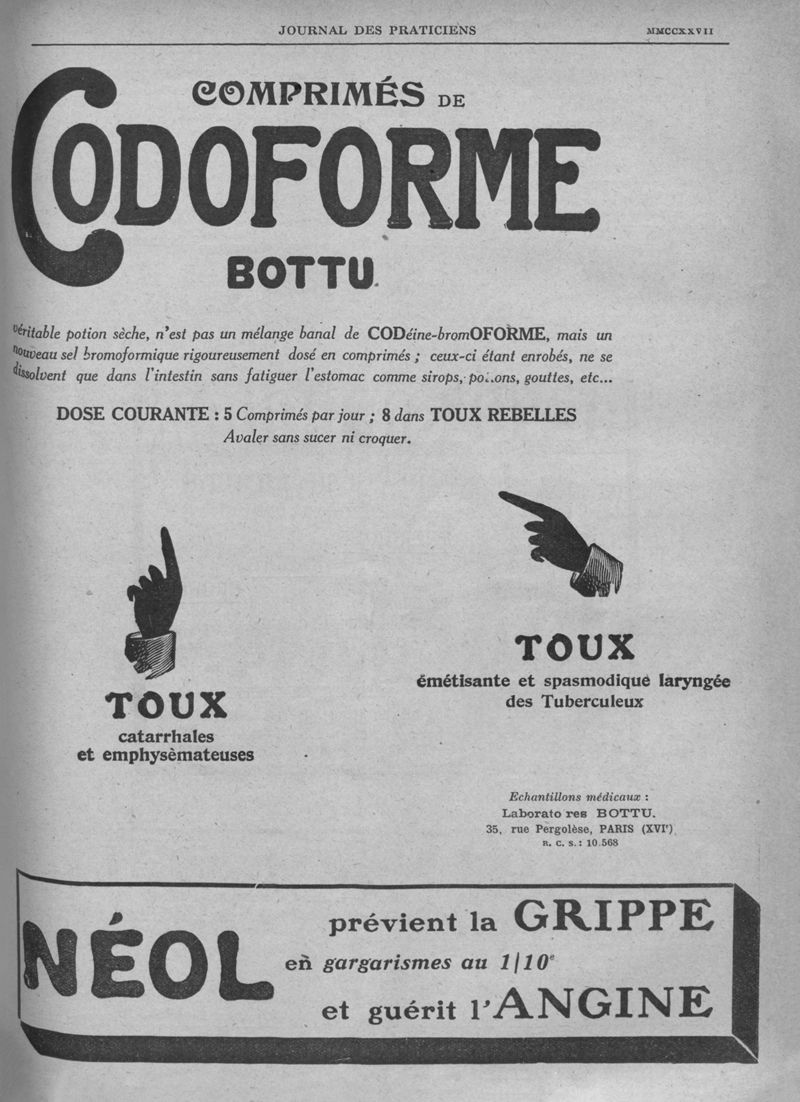 JOURNAL DES PRATICIENS MMCCXXVII
COMPRIMÉS DE
CODOFORME
BOTTU
véritable potion sèche, n'est pas un mélange banal de CODéine-bromOFORME, mais un
nouveau sel bromoformique rigoureusement dosé en comprimés ; ceux-ci étant enrobés, ne se
dissolvent que dans l'intestin sans fatiguer l'estomac comme sirops, gouttes, etc...
DOSE COURANTE : 5 Comprimés par jour ; 8 dans TOUX REBELLES
Avaler sans sucer ni croquer.
TOUX
catarrhales
et emphysèmateuses
TOUX
émétisante et spasmodique laryngée
des Tuberculeux
Echantillons médicaux :
Laborato res BOTTU.
35, rue Pergolèse, PARIS (XVIe)
R. C. S. : 10.568
NÉOL
prévient la GRIPPE
en gargarismes au 1/10e
et guérit l'ANGINE